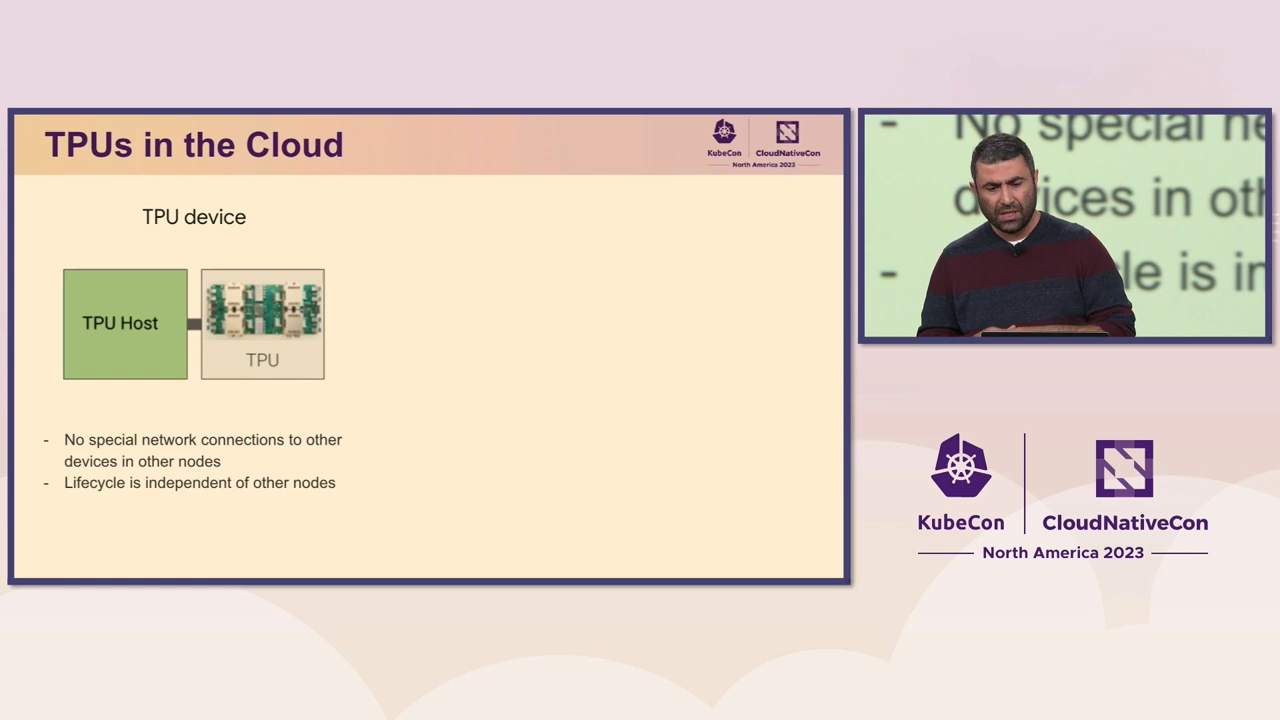 TPUs in the Cloud
KubeCon
CloudNativeCon
North America 2023
TPU device
TPU Host
TPU
- No special network connections to other
devices in other nodes
- Lifecycle is independent of other nodes
- No special ne
devices in oth
- le is in
KubeCon
CloudNativeCon
North America 2023